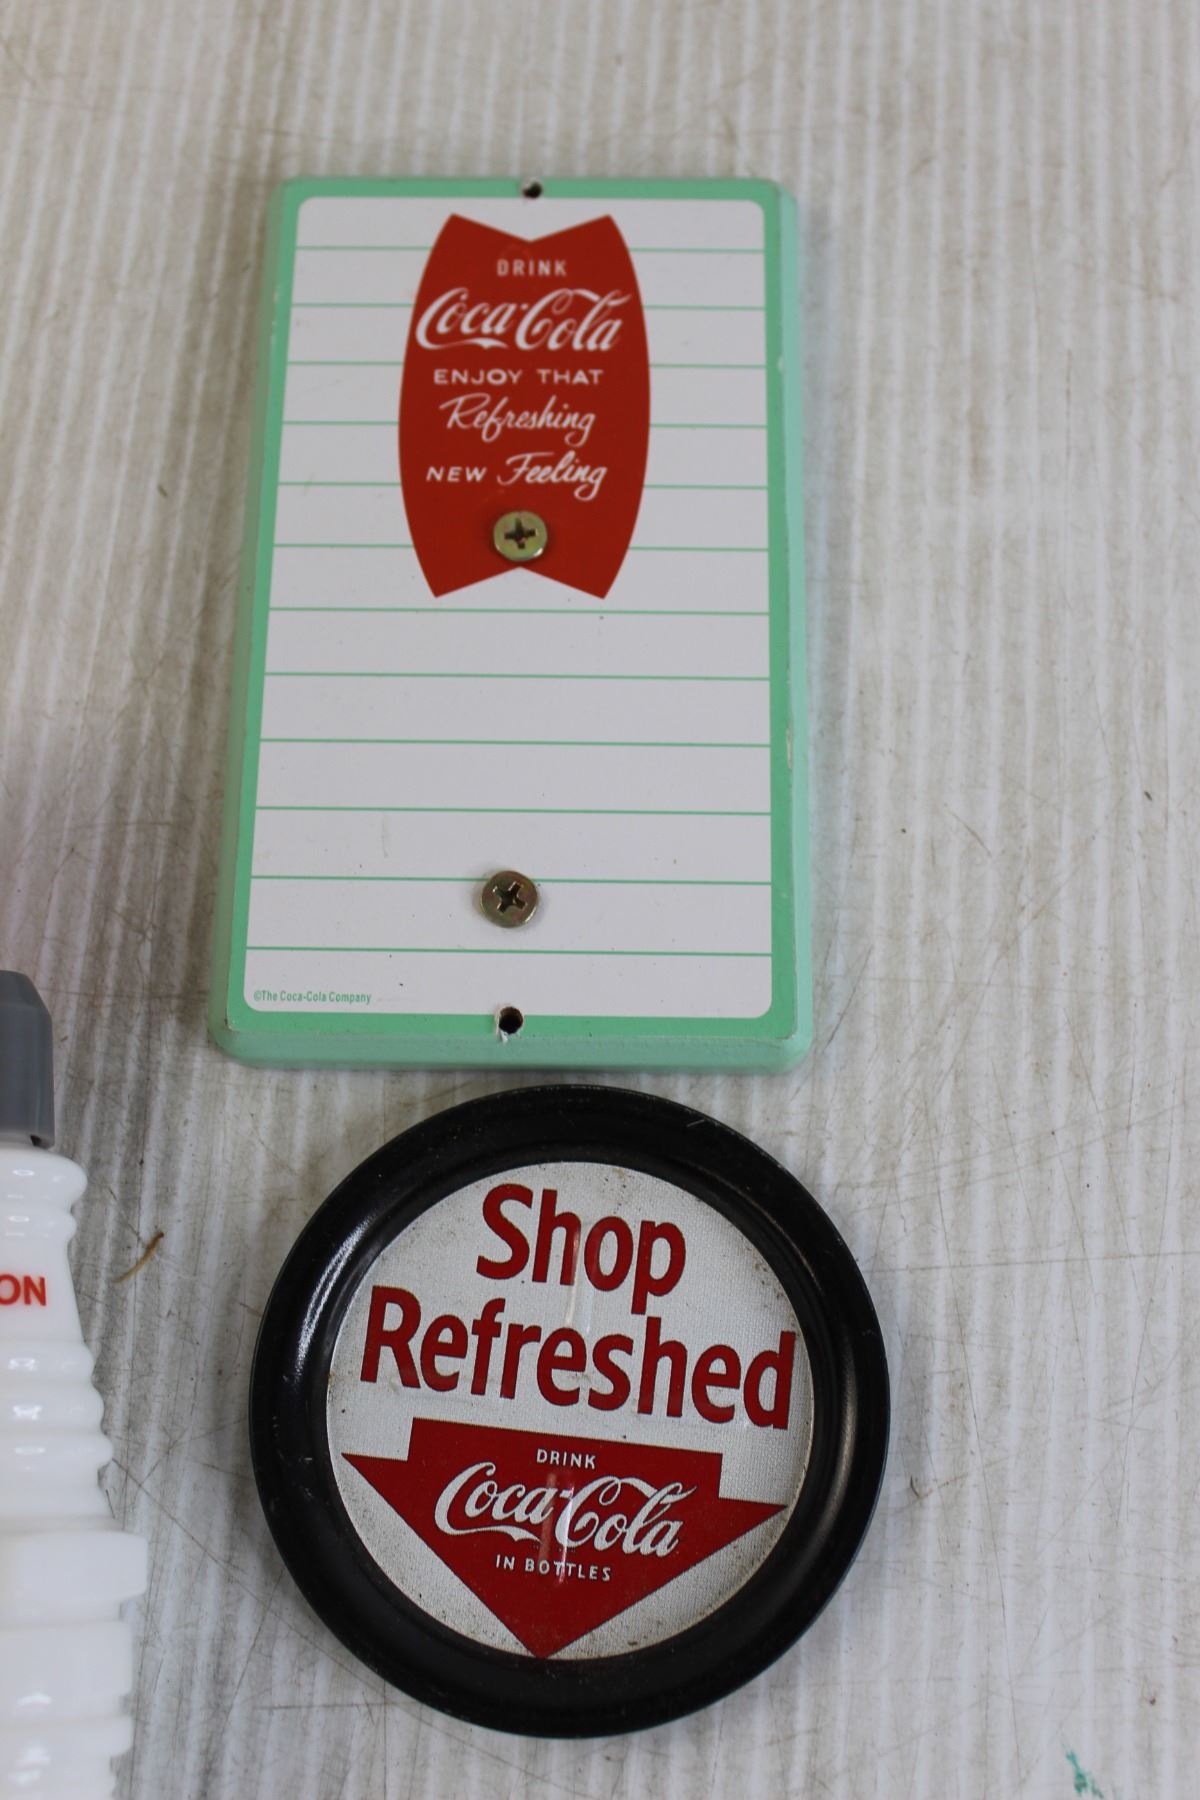 DRINK
Coca-Cola
ENJOY THAT
Refreshing
NEW Feeling
©The Coca-Cola Company
Shop
Refreshed
DRINK
Coca-Cola
IN BOTTLES
ON